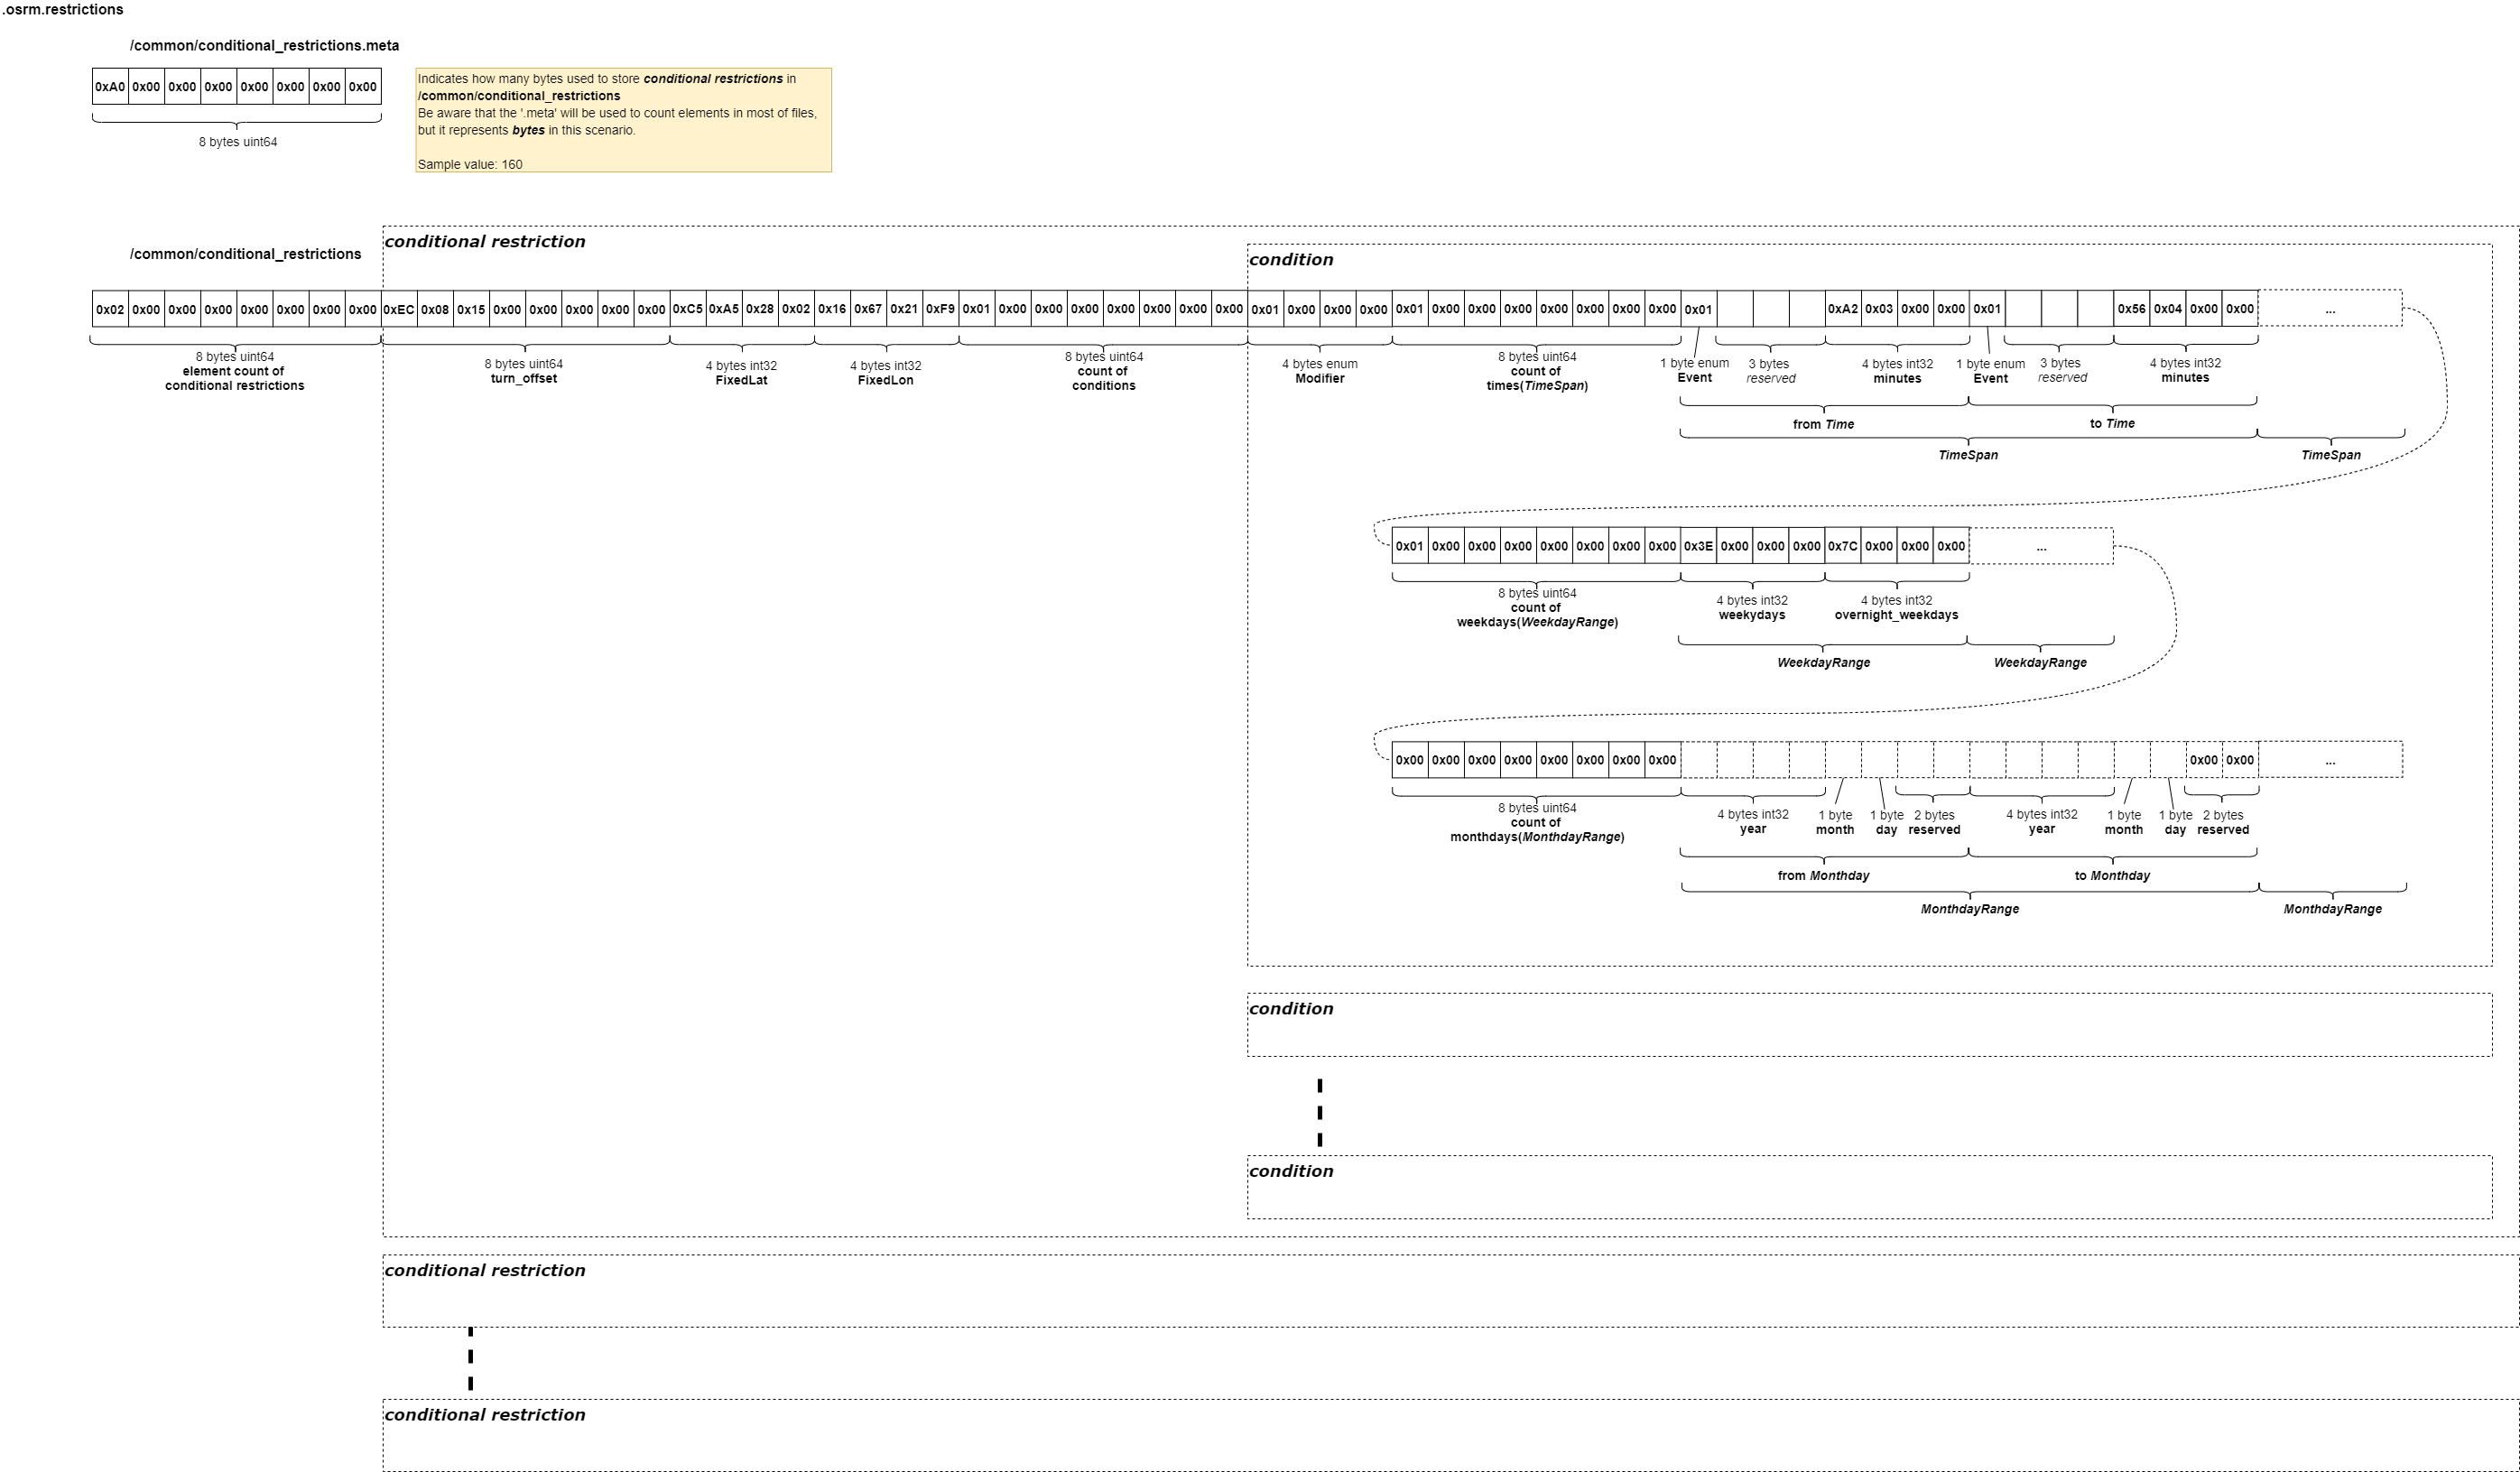 .osrm.restrictions
/common/conditional_restrictions.meta
0xA0 0x00 0x00 0x00 0x00 0x00 0x00 0x00
8 bytes uint64
Indicates how many bytes used to store conditional restrictions in
/common/conditional_restrictions
Be aware that the '.meta' will be used to count elements in most of files,
but it represents bytes in this scenario.
Sample value: 160
conditional restriction
/common/conditional_restrictions
condition
0x02 0x00 0x00 0x00 0x00 0x00 0x00 0x00 0xEC 0x08 0x15 0x00 0x00 0x00 0x00 0x00 0xC5 0xA5 0x28 0x02 0x16 0x67 0x21 0xF9 0x01 0x00 0x00 0x00 0x00 0x00 0x00 0x00 0x01 0x00 0x00 0x00 0x01 0x00 0x00 0x00 0x00 0x00 0x00 0x00 0x01 0xA2 0x03 0x00 0x00 0x01 0x56 0x04 0x00 0x00 ...
8 bytes uint64
element count of
conditional restrictions
8 bytes uint64
turn_offset
4 bytes int32
FixedLat
4 bytes int32
FixedLon
8 bytes uint64
count of
conditions
4 bytes enum
Modifier
8 bytes uint64
count of
times(TimeSpan)
1 byte enum
Event
3 bytes
reserved
4 bytes int32
minutes
1 byte enum
Event
3 bytes
reserved
4 bytes int32
minutes
from Time
to Time
TimeSpan
TimeSpan
0x01 0x00 0x00 0x00 0x00 0x00 0x00 0x00 0x3E 0x00 0x00 0x00 0x7C 0x00 0x00 0x00 ...
8 bytes uint64
count of
weekdays(WeekdayRange)
4 bytes int32
weekydays
4 bytes int32
overnight_weekdays
WeekdayRange
WeekdayRange
0x00 0x00 0x00 0x00 0x00 0x00 0x00 0x00 0x00 0x00 ...
8 bytes uint64
count of
monthdays(MonthdayRange)
4 bytes int32
year
1 byte
month
1 byte
day
2 bytes
reserved
4 bytes int32
year
1 byte
month
1 byte
day
2 bytes
reserved
from Monthday
to Monthday
MonthdayRange
MonthdayRange
condition
condition
conditional restriction
conditional restriction